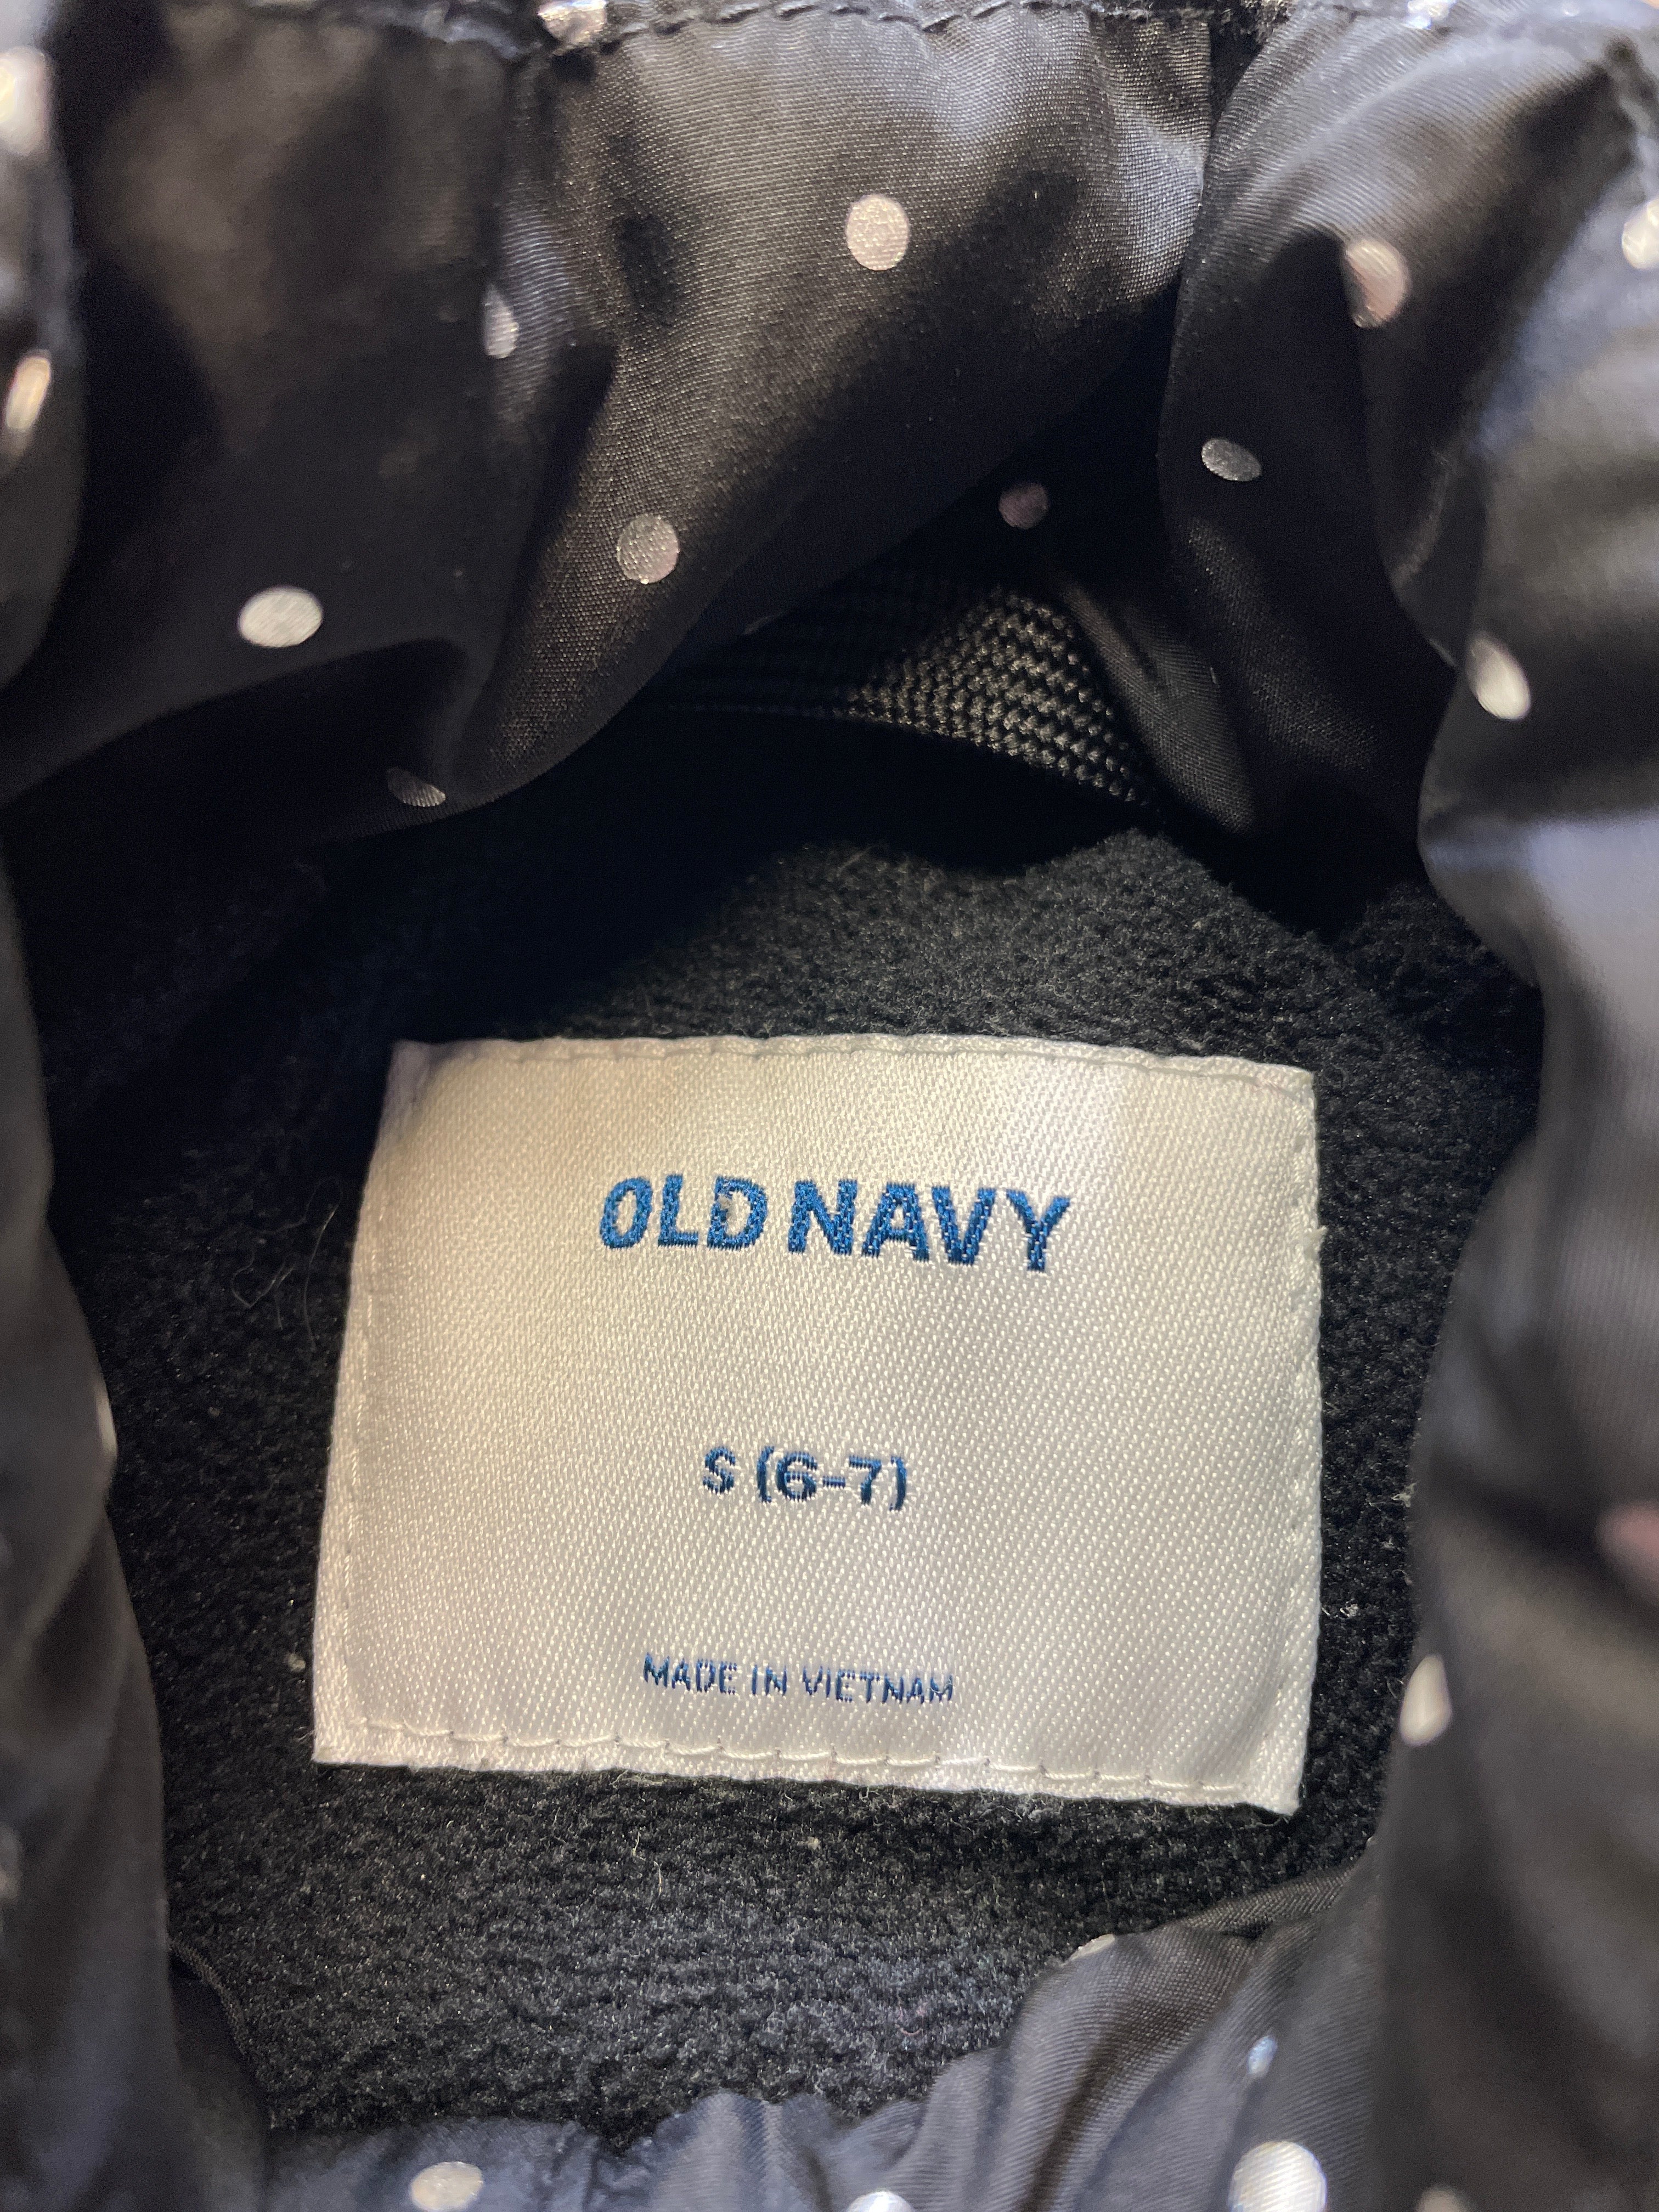 OLD NAVY
S (6-7)
MADE IN VIETNAM